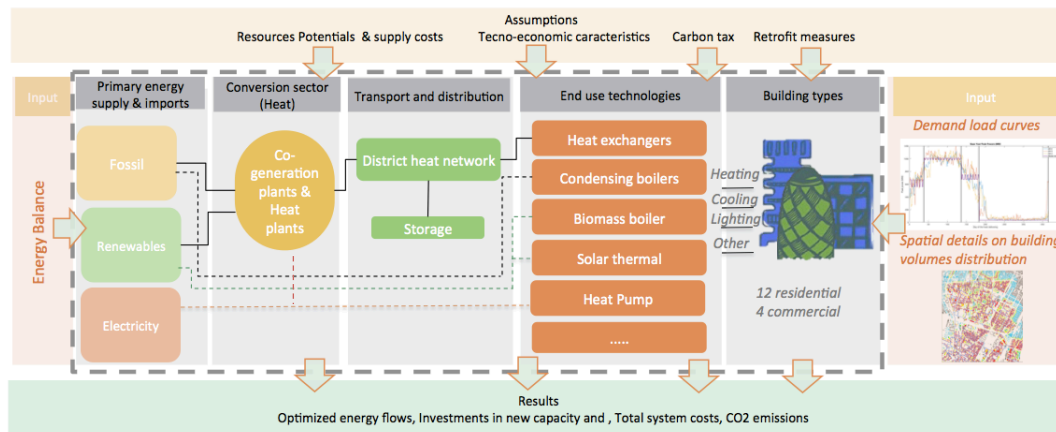 Assumptions
Resources Potentials & supply costs
Tecno-economic caracteristics
Carbon tax
Retrofit measures
Input
Primary energy
supply & imports
Conversion sector
(Heat)
Transport and distribution
End use technologies
Building types
Input
Energy Balance
Fossil
Renewables
Electricity
Co-
generation
plants &
Heat
plants
District heat network
Storage
Heat exchangers
Condensing boilers
Biomass boiler
Solar thermal
Heat Pump
.....
Heating
Cooling
Lighting
Other
12 residential
4 commercial
Demand load curves
Spatial details on building
volumes distribution
Results
Optimized energy flows, Investments in new capacity and , Total system costs, CO2 emissions